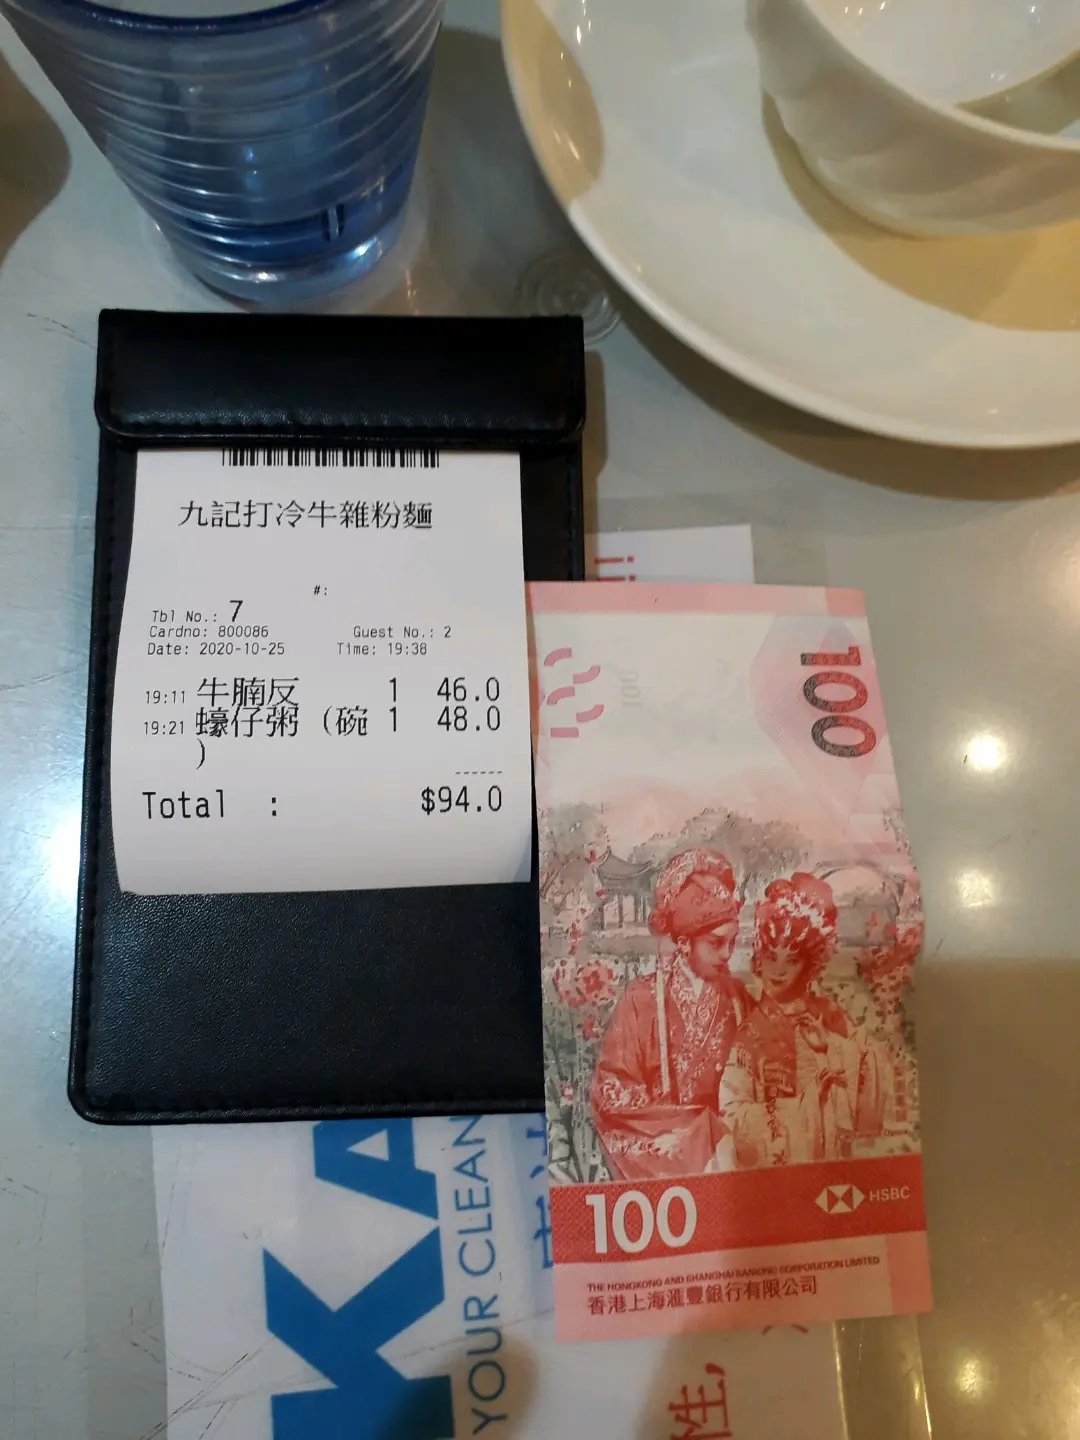 九記打冷牛雜粉麵
#:
Tbl No.: 7
Cardno: 800086 Guest No.: 2
Date: 2020-10-25 Time: 19:38
19:11 牛腩反 1 46.0
19:21 蠔仔粥 (碗 1 48.0
)
------
Total : $94.0
100
100
HSBC
THE HONGKONG AND SHANGHAI BANKING CORPORATION LIMITED
香港上海滙豐銀行有限公司
KA
YOUR CLEAN
性,
!!